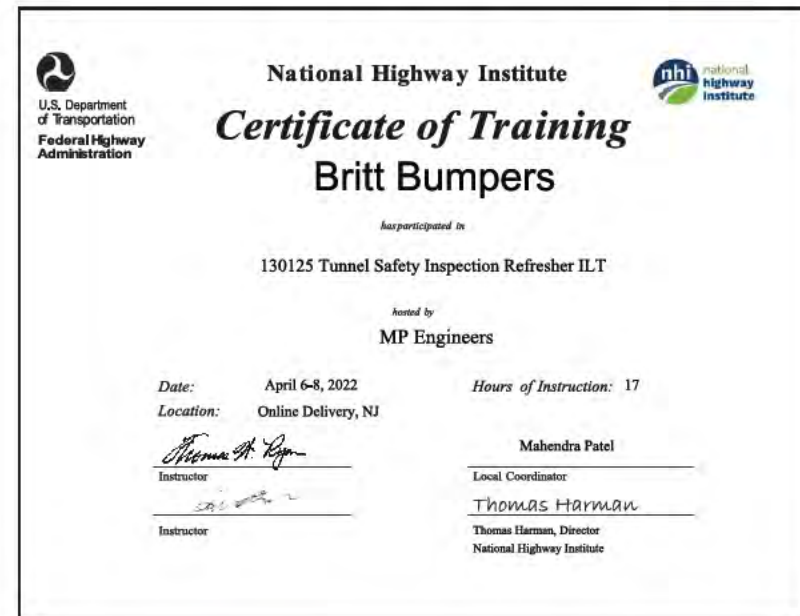 U.S. Department
of Transportation
Federal Highway
Administration
National Highway Institute
nhi national
highway
institute
Certificate of Training
Britt Bumpers
has participated in
130125 Tunnel Safety Inspection Refresher ILT
hosted by
MP Engineers
Date: April 6-8, 2022
Hours of Instruction: 17
Location: Online Delivery, NJ
Thomas H. Ryan
Instructor
Mahendra Patel
Local Coordinator
Instructor
Thomas Harman
Thomas Harman, Director
National Highway Institute